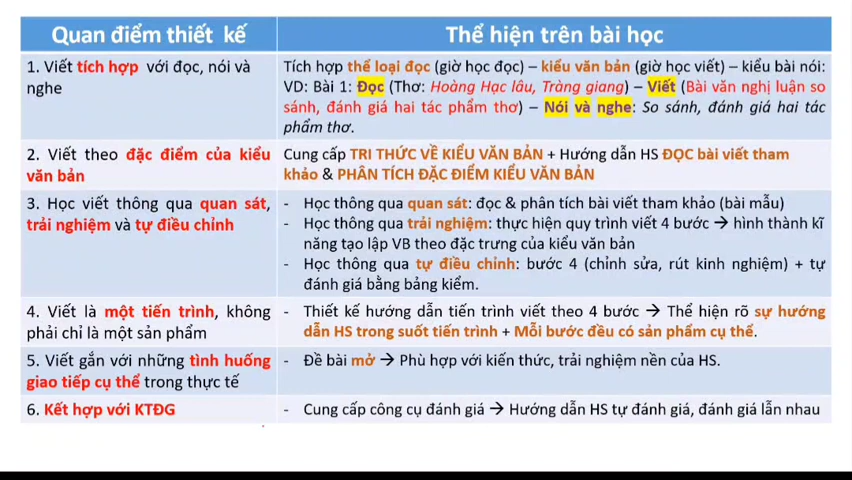 Quan điểm thiết kế
Thể hiện trên bài học
1. Viết tích hợp với đọc, nói và
nghe
Tích hợp thể loại đọc (giờ học đọc) – kiểu văn bản (giờ học viết) – kiểu bài nói:
VD: Bài 1: Đọc (Thơ: Hoàng Hạc lâu, Tràng giang) – Viết (Bài văn nghị luận so
sánh, đánh giá hai tác phẩm thơ) – Nói và nghe: So sánh, đánh giá hai tác
phẩm thơ.
2. Viết theo đặc điểm của kiểu
văn bản
Cung cấp TRI THỨC VỀ KIỂU VĂN BẢN + Hướng dẫn HS ĐỌC bài viết tham
khảo & PHÂN TÍCH ĐẶC ĐIỂM KIỂU VĂN BẢN
3. Học viết thông qua quan sát,
trải nghiệm và tự điều chỉnh
- Học thông qua quan sát: đọc & phân tích bài viết tham khảo (bài mẫu)
- Học thông qua trải nghiệm: thực hiện quy trình viết 4 bước → hình thành kĩ
năng tạo lập VB theo đặc trưng của kiểu văn bản
- Học thông qua tự điều chỉnh: bước 4 (chỉnh sửa, rút kinh nghiệm) + tự
đánh giá bằng bảng kiểm.
4. Viết là một tiến trình, không
phải chỉ là một sản phẩm
- Thiết kế hướng dẫn tiến trình viết theo 4 bước → Thể hiện rõ sự hướng
dẫn HS trong suốt tiến trình + Mỗi bước đều có sản phẩm cụ thể.
5. Viết gắn với những tình huống
giao tiếp cụ thể trong thực tế
- Đề bài mở → Phù hợp với kiến thức, trải nghiệm nền của HS.
6. Kết hợp với KTĐG
- Cung cấp công cụ đánh giá → Hướng dẫn HS tự đánh giá, đánh giá lẫn nhau